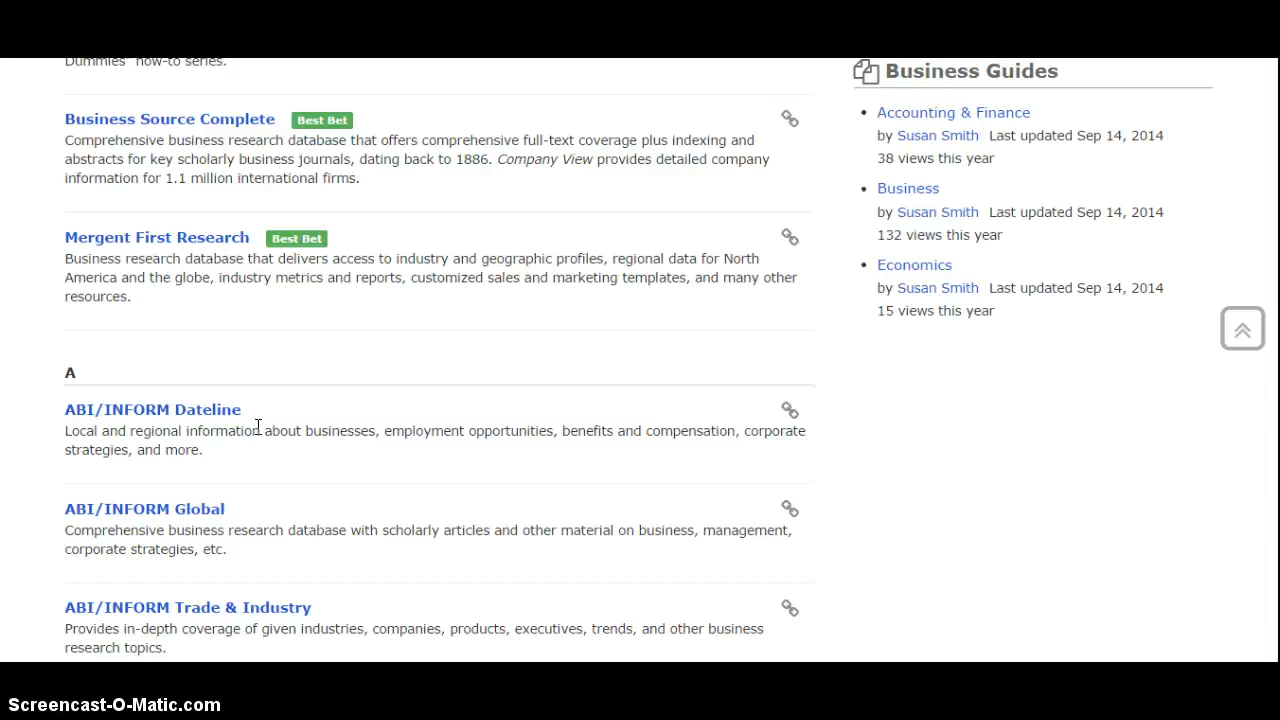 Dummies" how-to series.
Business Source Complete Best Bet
Comprehensive business research database that offers comprehensive full-text coverage plus indexing and
abstracts for key scholarly business journals, dating back to 1886. Company View provides detailed company
information for 1.1 million international firms.
Mergent First Research Best Bet
Business research database that delivers access to industry and geographic profiles, regional data for North
America and the globe, industry metrics and reports, customized sales and marketing templates, and many other
resources.
A
ABI/INFORM Dateline
Local and regional information about businesses, employment opportunities, benefits and compensation, corporate
strategies, and more.
ABI/INFORM Global
Comprehensive business research database with scholarly articles and other material on business, management,
corporate strategies, etc.
ABI/INFORM Trade & Industry
Provides in-depth coverage of given industries, companies, products, executives, trends, and other business
research topics.
Business Guides
Accounting & Finance
by Susan Smith Last updated Sep 14, 2014
38 views this year
Business
by Susan Smith Last updated Sep 14, 2014
132 views this year
Economics
by Susan Smith Last updated Sep 14, 2014
15 views this year
Screencast-O-Matic.com